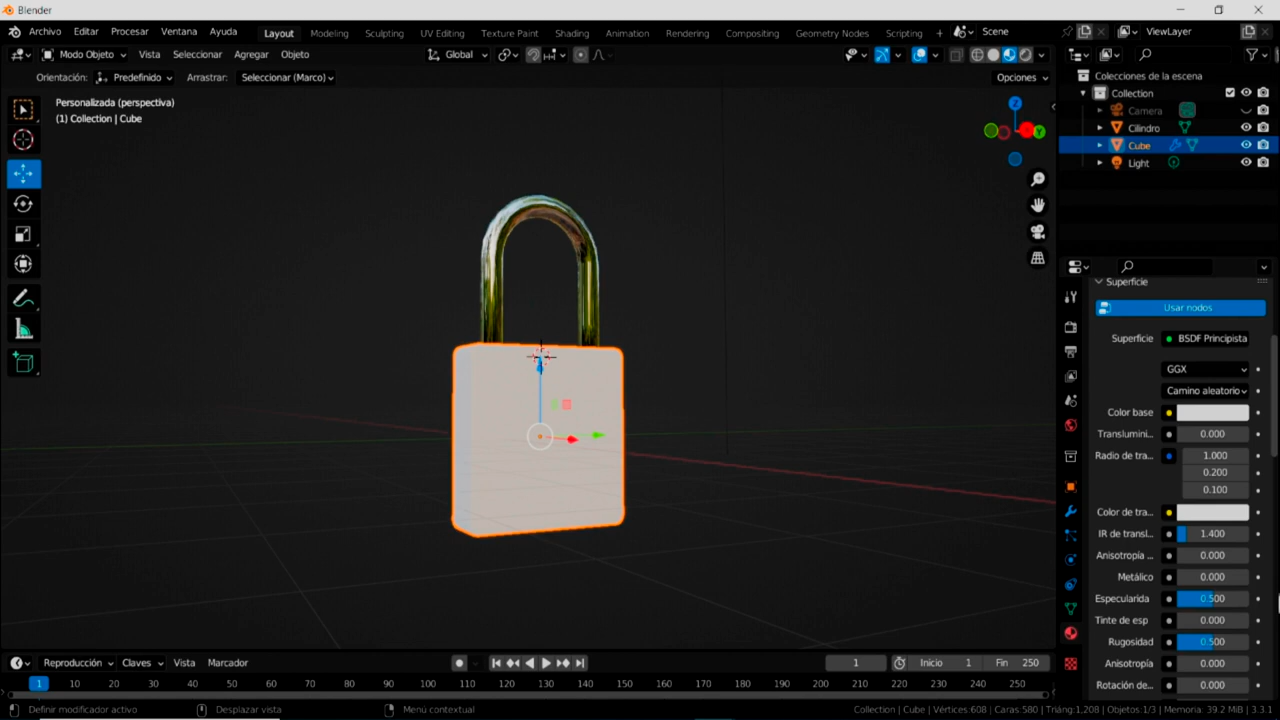 Blender
Archivo Editar Procesar Ventana Ayuda Layout Modeling Sculpting UV Editing Texture Paint Shading Animation Rendering Compositing Geometry Nodes Scripting + Scene ViewLayer
Modo Objeto Vista Seleccionar Agregar Objeto Global
Orientación: Predefinido Arrastrar: Seleccionar (Marco) Opciones
Colecciones de la escena
Collection
Camera
Cilindro
Cube
Light
Personalizada (perspectiva)
(1) Collection | Cube
Z
Y
Superficie
Usar nodos
Superficie BSDF Principista
GGX
Camino aleatorio
Color base
Translumini... 0.000
Radio de tra... 1.000
0.200
0.100
Color de tra...
IR de transl... 1.400
Anisotropía ... 0.000
Metálico 0.000
Especularida 0.500
Tinte de esp 0.000
Rugosidad 0.500
Anisotropía 0.000
Rotación de... 0.000
Reproducción Claves Vista Marcador 1 Inicio 1 Fin 250
1 10 20 30 40 50 60 70 80 90 100 110 120 130 140 150 160 170 180 190 200 210 220 230 240 250
Definir modificador activo Desplazar vista Menú contextual Collection | Cube | Vértices:608 | Caras:580 | Triáng:1,208 | Objetos:1/3 | Memoria: 39.2 MiB | 3.3.1